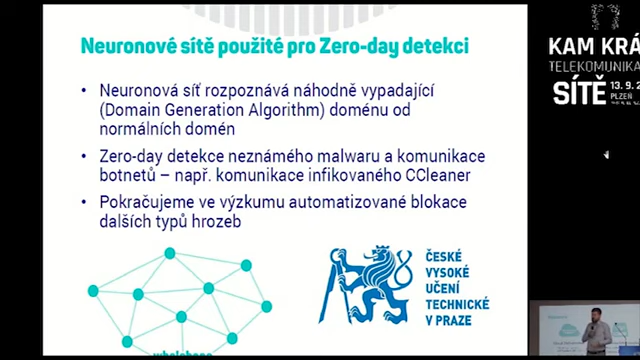 Neuronové sítě použité pro Zero-day detekci
• Neuronová síť rozpoznává náhodně vypadající
(Domain Generation Algorithm) doménu od
normálních domén
• Zero-day detekce neznámého malwaru a komunikace
botnetů – např. komunikace infikovaného CCleaner
• Pokračujeme ve výzkumu automatizované blokace
dalších typů hrozeb
ČESKÉ
VYSOKÉ
UČENÍ
TECHNICKÉ
V PRAZE
KAM KRÁ
TELEKOMUNIKA
SÍTĚ
13. 9. 2
PLZEŇ